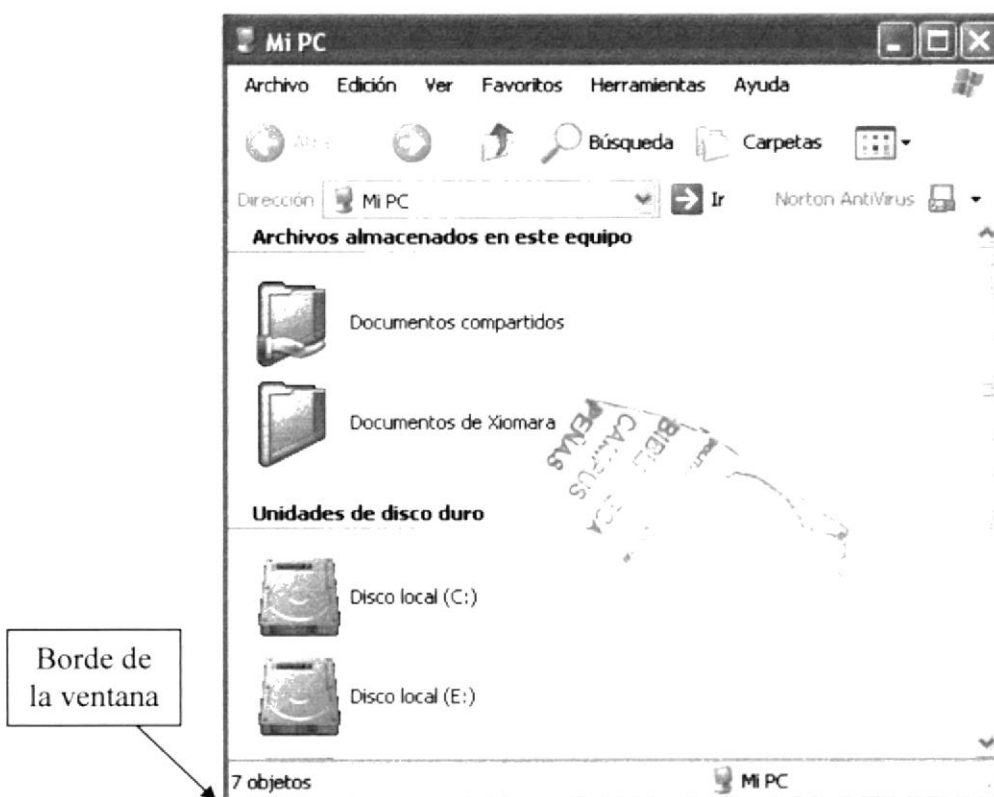 Mi PC
Archivo Edición Ver Favoritos Herramientas Ayuda
Búsqueda Carpetas
Dirección Mi PC Ir Norton AntiVirus
Archivos almacenados en este equipo
Documentos compartidos
Documentos de Xiomara
PEÑAS
Unidades de disco duro
Disco local (C:)
Borde de
la ventana
Disco local (E:)
7 objetos Mi PC